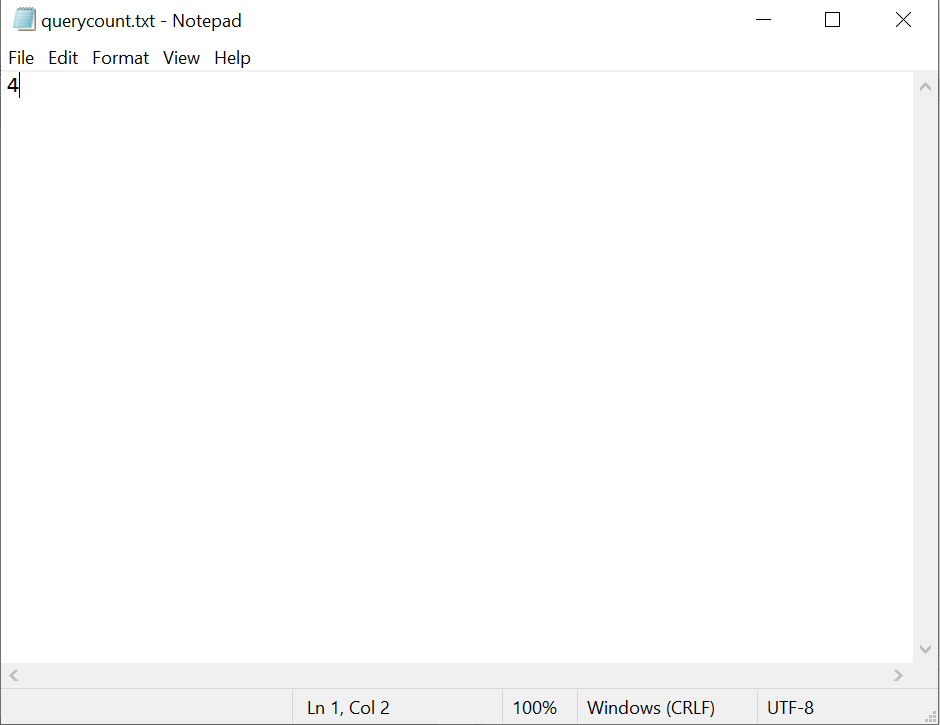 querycount.txt - Notepad
File Edit Format View Help
4
Ln 1, Col 2 100% Windows (CRLF) UTF-8